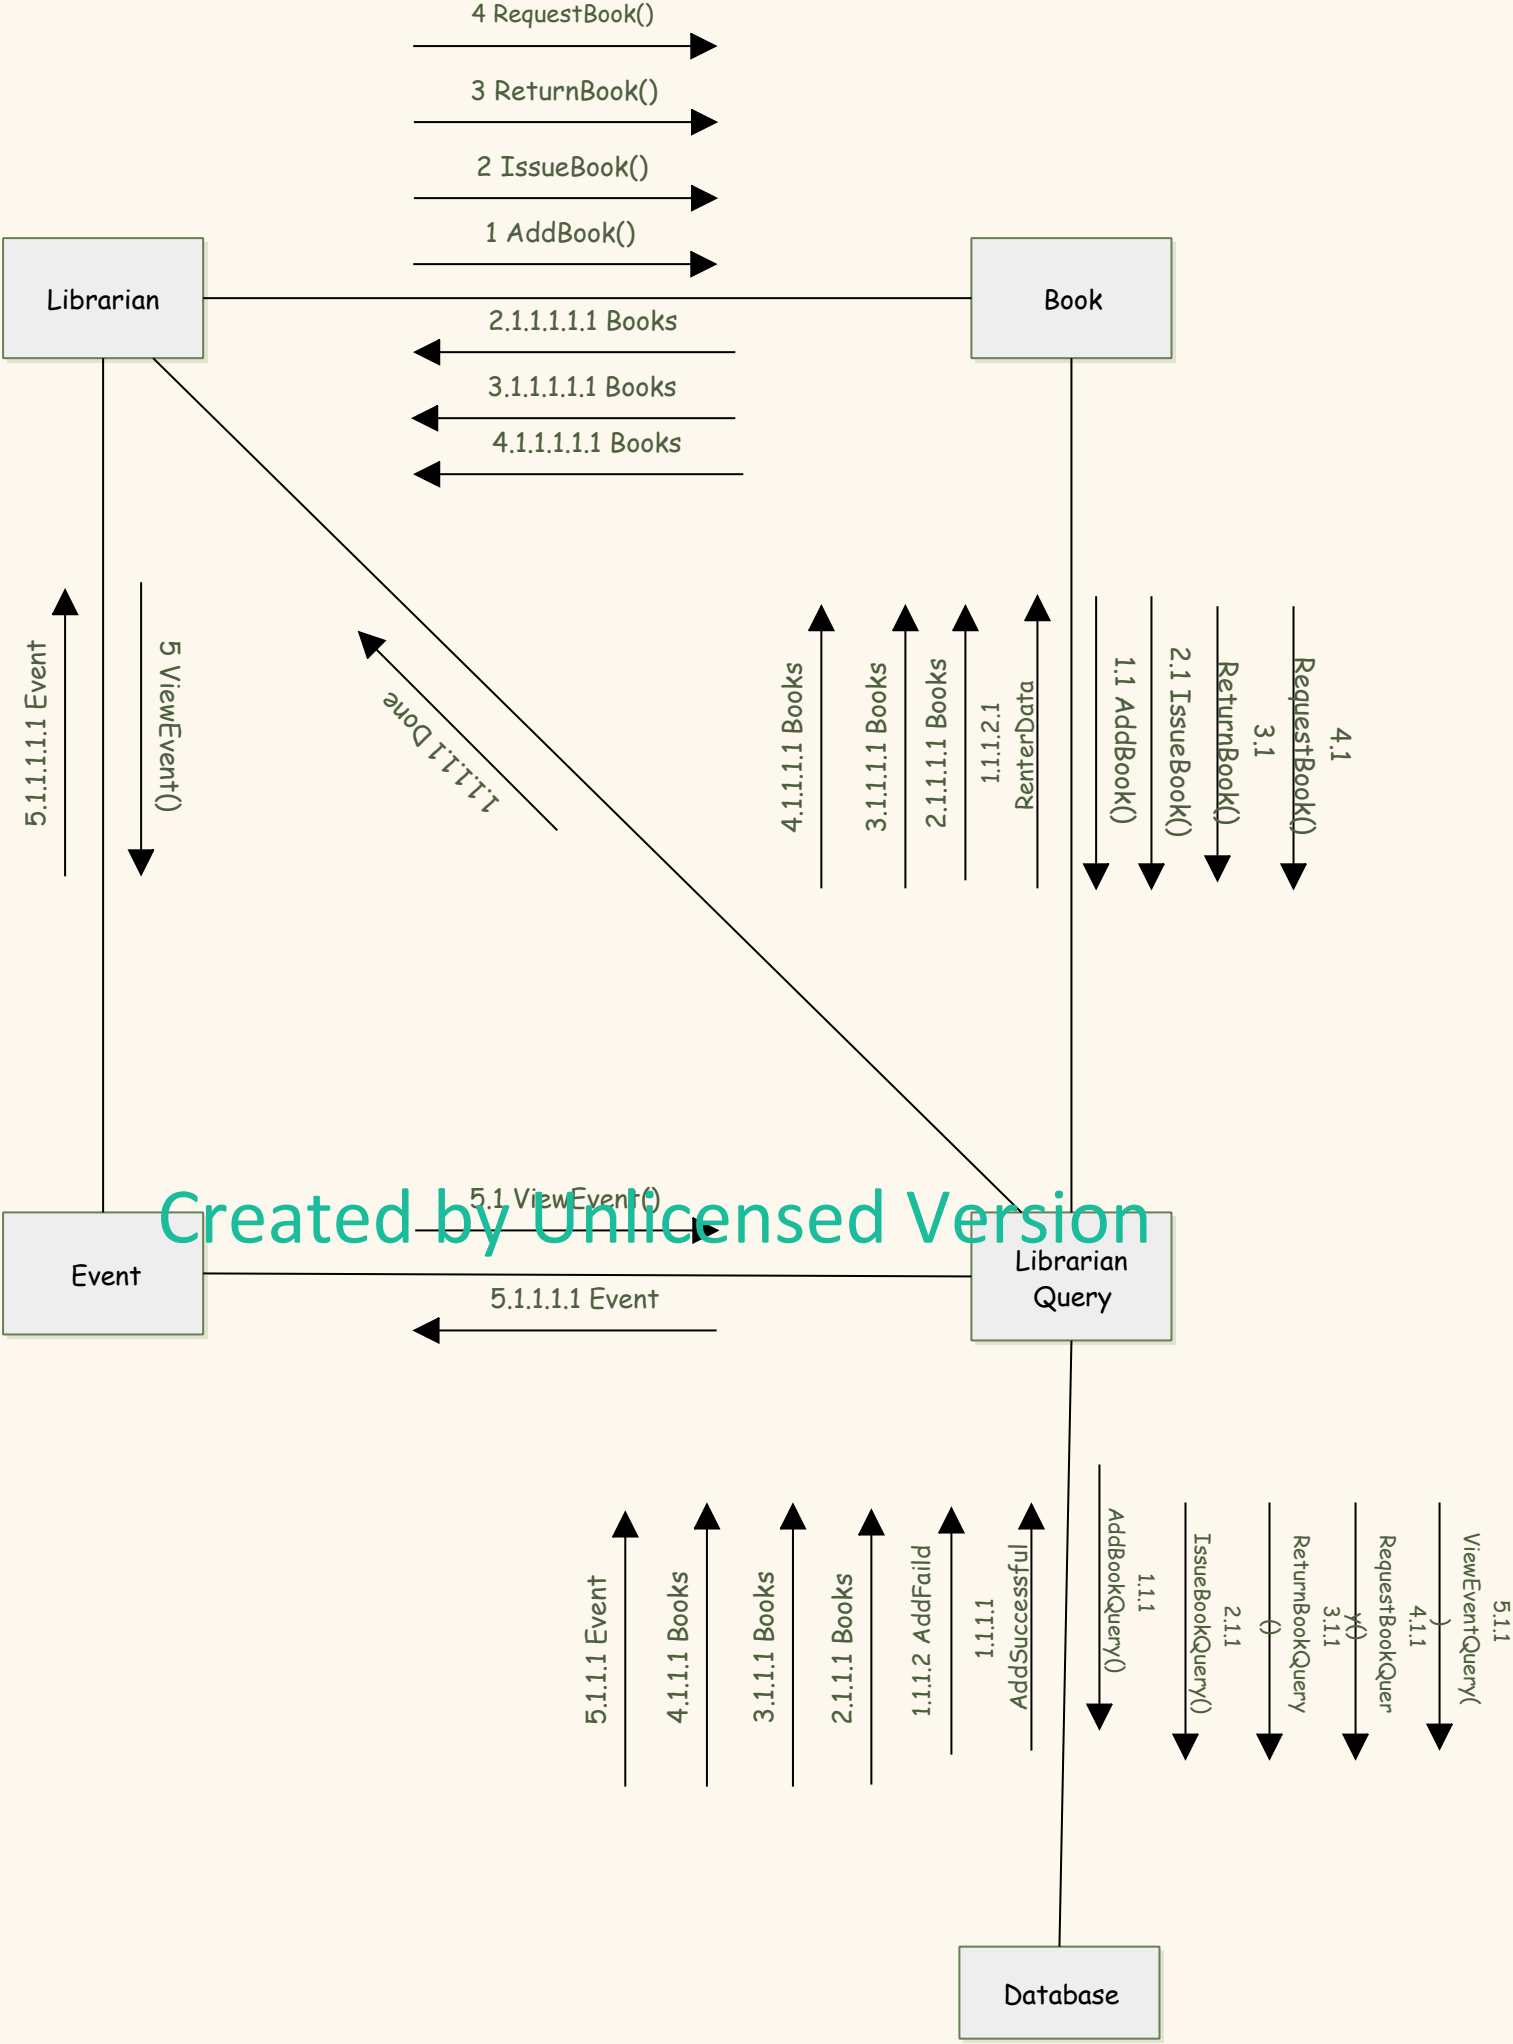 4 RequestBook()
3 ReturnBook()
2 IssueBook()
1 AddBook()
Librarian
Book
2.1.1.1.1.1 Books
3.1.1.1.1.1 Books
4.1.1.1.1.1 Books
5.1.1.1.1.1 Event
5 ViewEvent()
1.1.1.1.1 Done
4.1.1.1.1 Books
3.1.1.1.1 Books
2.1.1.1.1 Books
1.1.1.2.1
RenterData
1.1 AddBook()
2.1 IssueBook()
3.1
ReturnBook()
4.1
RequestBook()
5.1 ViewEvent()
Created by Unlicensed Version
Event
Librarian
Query
5.1.1.1.1 Event
5.1.1.1 Event
4.1.1.1 Books
3.1.1.1 Books
2.1.1.1 Books
1.1.1.2 AddFaild
1.1.1.1
AddSuccessful
1.1.1
AddBookQuery()
2.1.1
IssueBookQuery()
3.1.1
ReturnBookQuery
()
4.1.1
RequestBookQuer
y()
5.1.1
ViewEventQuery(
)
Database